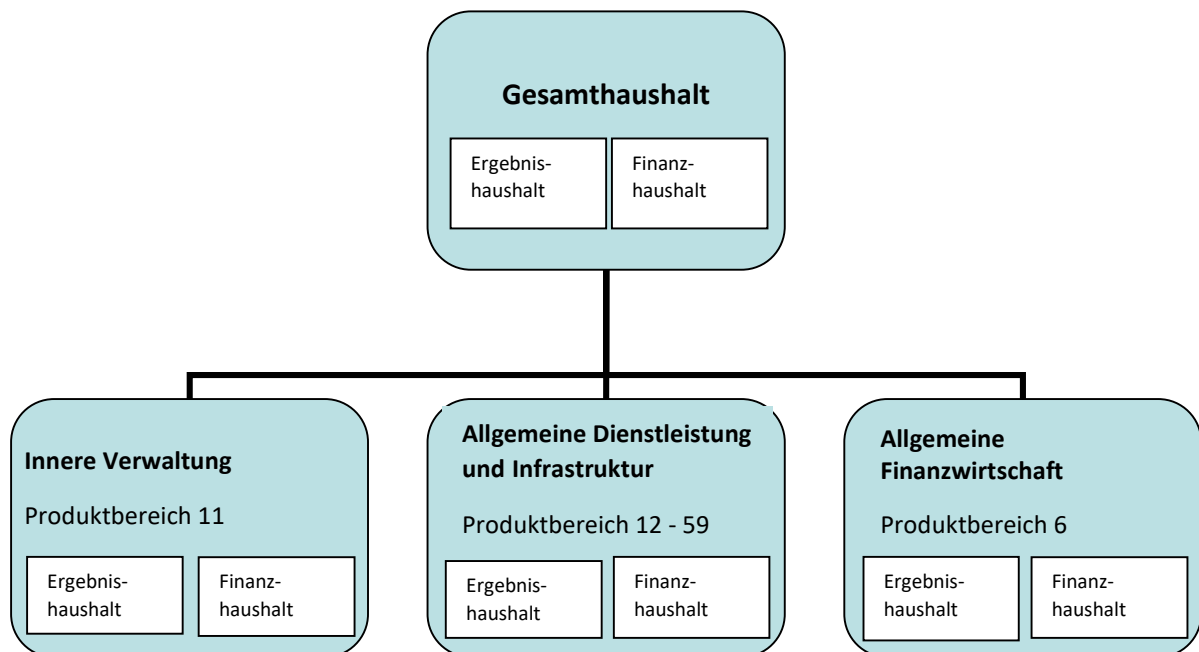 Gesamthaushalt
Ergebnis-
haushalt
Finanz-
haushalt
Innere Verwaltung
Produktbereich 11
Ergebnis-
haushalt
Finanz-
haushalt
Allgemeine Dienstleistung
und Infrastruktur
Produktbereich 12 - 59
Ergebnis-
haushalt
Finanz-
haushalt
Allgemeine
Finanzwirtschaft
Produktbereich 6
Ergebnis-
haushalt
Finanz-
haushalt